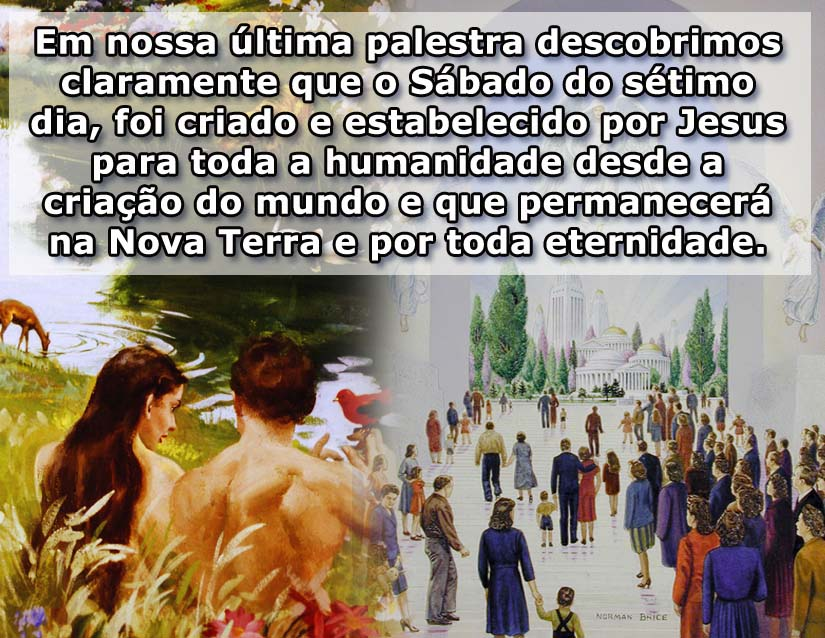 Em nossa última palestra descobrimos
claramente que o Sábado do sétimo
dia, foi criado e estabelecido por Jesus
para toda a humanidade desde a
criação do mundo e que permanecerá
na Nova Terra e por toda eternidade.
NORMAN BRICE